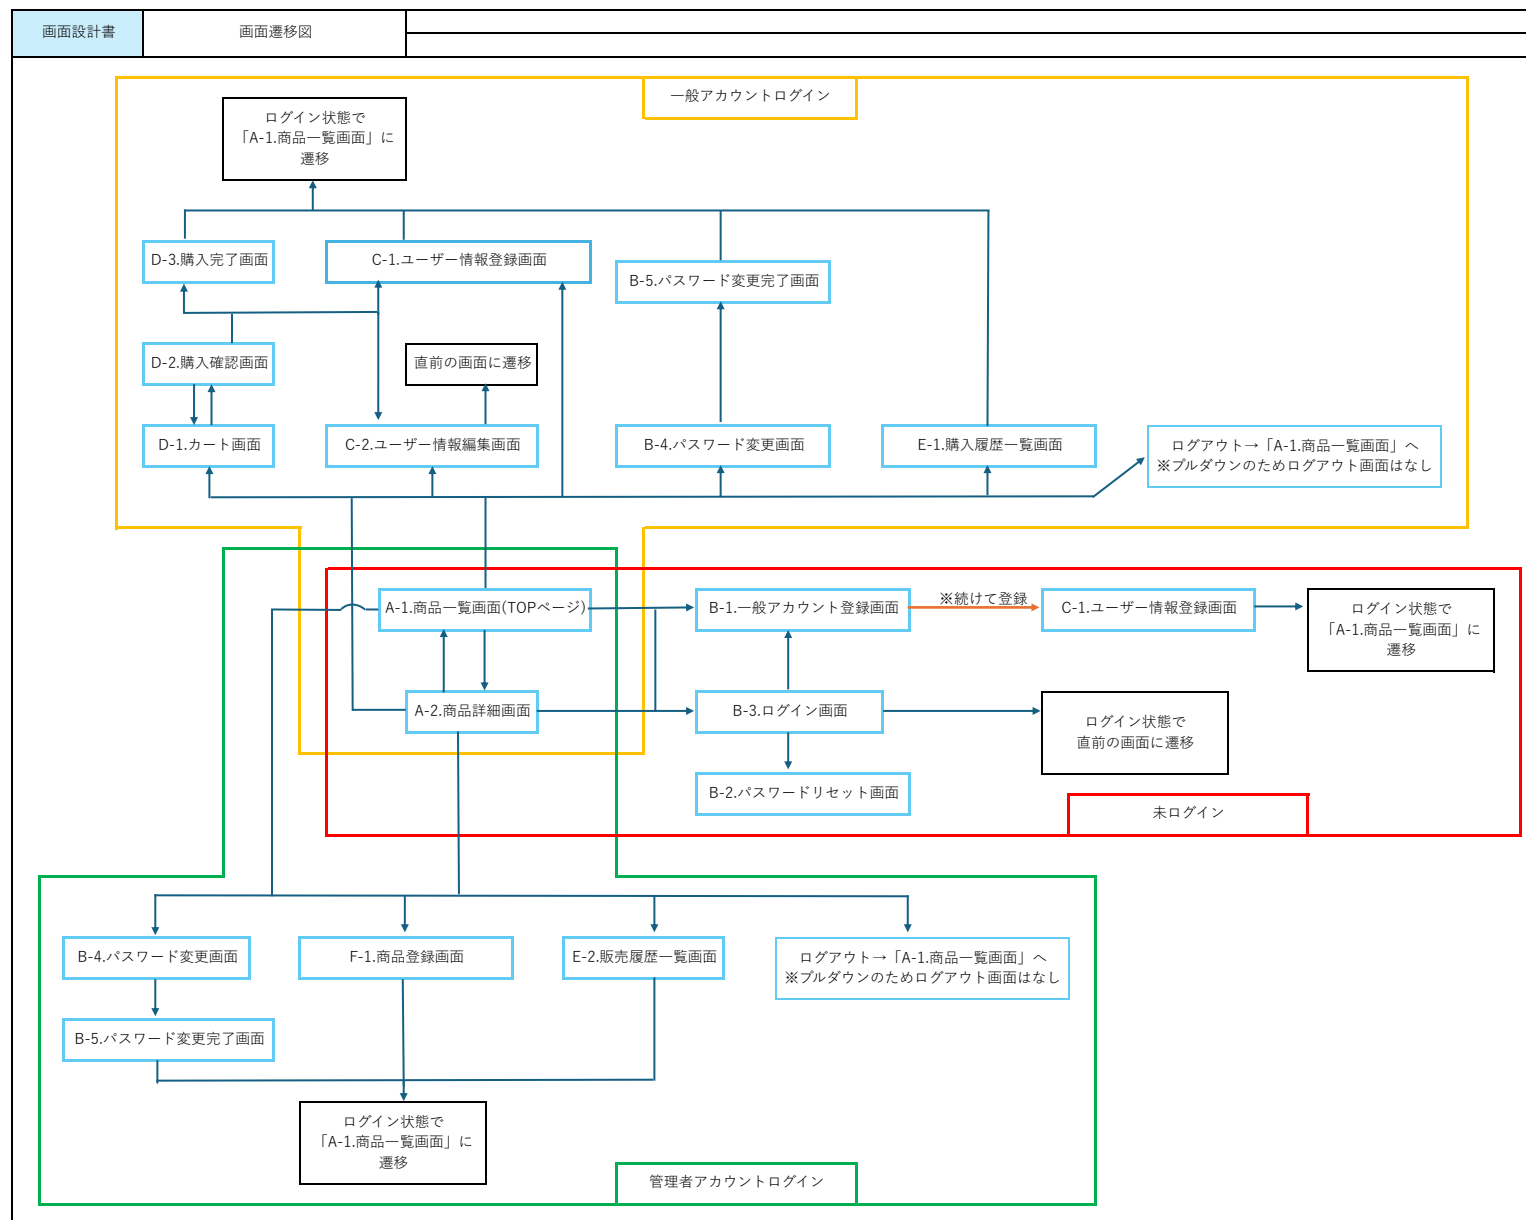 画面設計書
画面遷移図
一般アカウントログイン
ログイン状態で
「A-1.商品一覧画面」に
遷移
D-3.購入完了画面
C-1.ユーザー情報登録画面
B-5.パスワード変更完了画面
D-2.購入確認画面
直前の画面に遷移
D-1.カート画面
C-2.ユーザー情報編集画面
B-4.パスワード変更画面
E-1.購入履歴一覧画面
ログアウト→「A-1.商品一覧画面」へ
※プルダウンのためログアウト画面はなし
A-1.商品一覧画面(TOPページ)
B-1.一般アカウント登録画面
※続けて登録
C-1.ユーザー情報登録画面
ログイン状態で
「A-1.商品一覧画面」に
遷移
A-2.商品詳細画面
B-3.ログイン画面
ログイン状態で
直前の画面に遷移
B-2.パスワードリセット画面
未ログイン
B-4.パスワード変更画面
F-1.商品登録画面
E-2.販売履歴一覧画面
ログアウト→「A-1.商品一覧画面」へ
※プルダウンのためログアウト画面はなし
B-5.パスワード変更完了画面
ログイン状態で
「A-1.商品一覧画面」に
遷移
管理者アカウントログイン